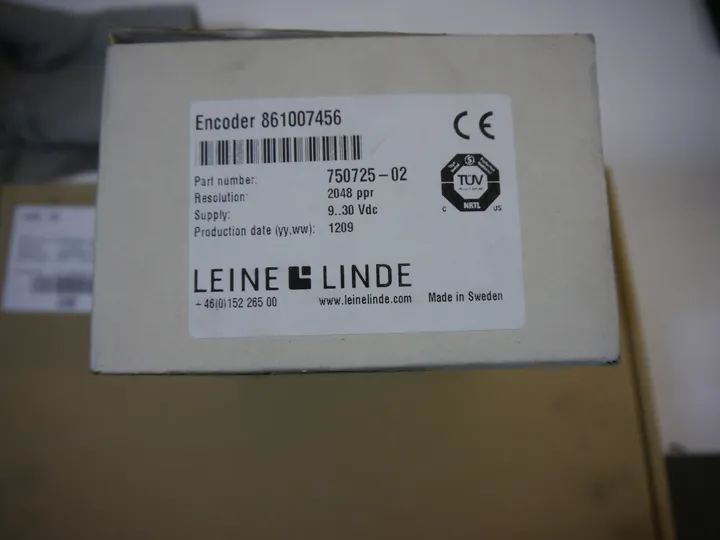 Encoder 861007456
CE
Part number: 750725-02
Resolution: 2048 ppr
Supply: 9..30 Vdc
Production date (yy,ww): 1209
TÜV
NRTL
C US
LEINE LINDE
+46(0)152 265 00 www.leinelinde.com Made in Sweden